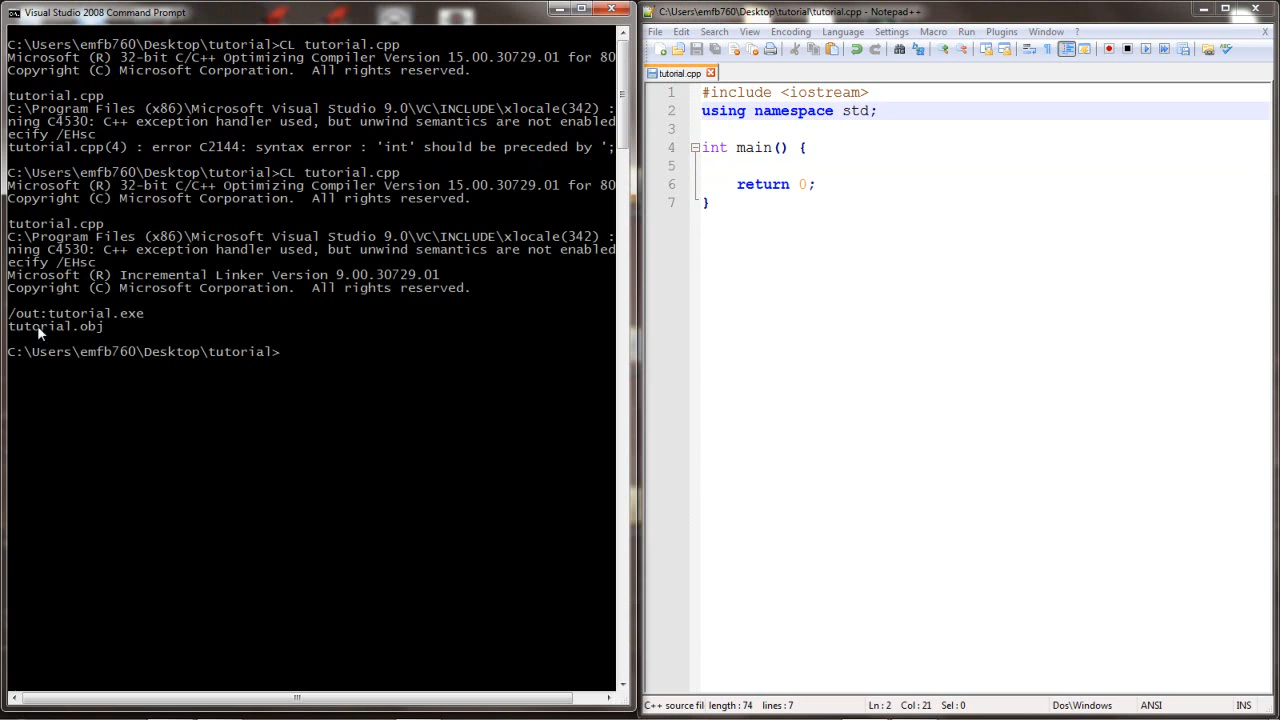 Visual Studio 2008 Command Prompt
C:\Users\emfb760\Desktop\tutorial>CL tutorial.cpp
Microsoft (R) 32-bit C/C++ Optimizing Compiler Version 15.00.30729.01 for 80
Copyright (C) Microsoft Corporation.  All rights reserved.
tutorial.cpp
C:\Program Files (x86)\Microsoft Visual Studio 9.0\VC\INCLUDE\xlocale(342) :
ning C4530: C++ exception handler used, but unwind semantics are not enabled
ecify /EHsc
tutorial.cpp(4) : error C2144: syntax error : 'int' should be preceded by ';
C:\Users\emfb760\Desktop\tutorial>CL tutorial.cpp
Microsoft (R) 32-bit C/C++ Optimizing Compiler Version 15.00.30729.01 for 80
Copyright (C) Microsoft Corporation.  All rights reserved.
tutorial.cpp
C:\Program Files (x86)\Microsoft Visual Studio 9.0\VC\INCLUDE\xlocale(342) :
ning C4530: C++ exception handler used, but unwind semantics are not enabled
ecify /EHsc
Microsoft (R) Incremental Linker Version 9.00.30729.01
Copyright (C) Microsoft Corporation.  All rights reserved.
/out:tutorial.exe
tutorial.obj
C:\Users\emfb760\Desktop\tutorial>
C:\Users\emfb760\Desktop\tutorial\tutorial.cpp - Notepad++
File Edit Search View Encoding Language Settings Macro Run Plugins Window ? X
tutorial.cpp
1 #include <iostream>
2 using namespace std;
3
4 int main() {
5
6 return 0;
7 }
C++ source fil length : 74 lines : 7 Ln : 2 Col : 21 Sel : 0 Dos\Windows ANSI INS